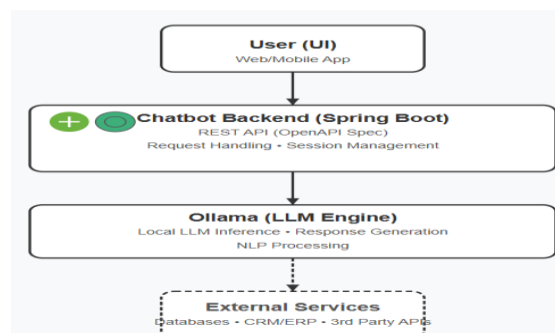 User (UI)
Web/Mobile App
Chatbot Backend (Spring Boot)
REST API (OpenAPI Spec)
Request Handling • Session Management
Ollama (LLM Engine)
Local LLM Inference • Response Generation
NLP Processing
External Services
Databases • CRM/ERP • 3rd Party APIs